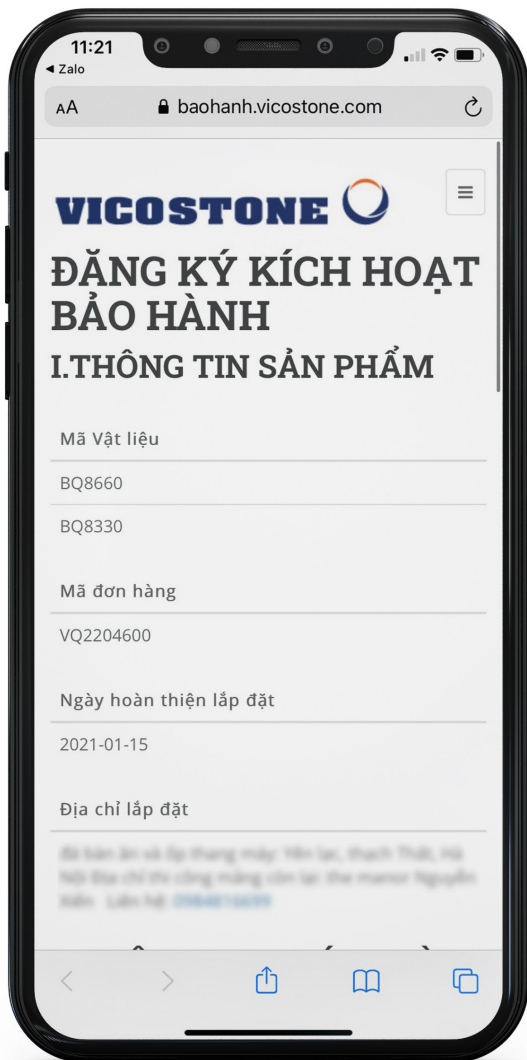 11:21
Zalo
AA baohanh.vicostone.com
VICOSTONE
ĐĂNG KÝ KÍCH HOẠT
BẢO HÀNH
I.THÔNG TIN SẢN PHẨM
Mã Vật liệu
BQ8660
BQ8330
Mã đơn hàng
VQ2204600
Ngày hoàn thiện lắp đặt
2021-01-15
Địa chỉ lắp đặt